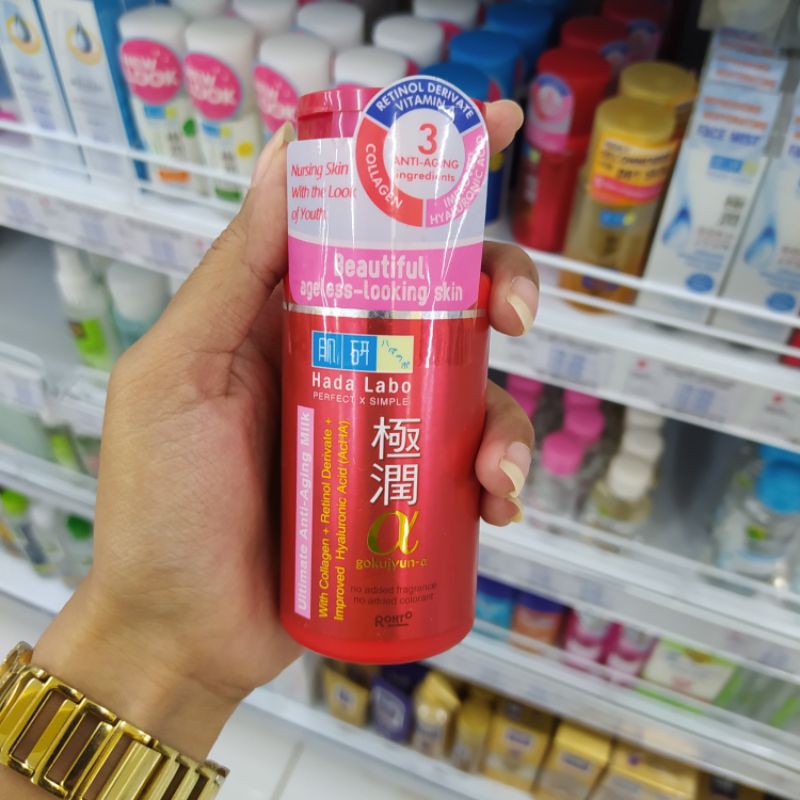 RETINOL DERIVATE
VITAMIN
3
ANTI-AGING
ingredients
COLLAGEN
HYALURONIC ACID
Nursing Skin
With the Look
of Youth
Beautiful
ageless-looking skin
肌研
ハダラボ
Hada Labo
PERFECT X SIMPLE
極潤
α
gokujyun-α
Ultimate Anti-Aging Milk
With Collagen + Retinol Derivate +
Improved Hyaluronic Acid (AcHA)
no added fragrance
no added colorant
ROHTO
NEW LOOK
NEW LOOK
NEW LOOK
FACE MIST